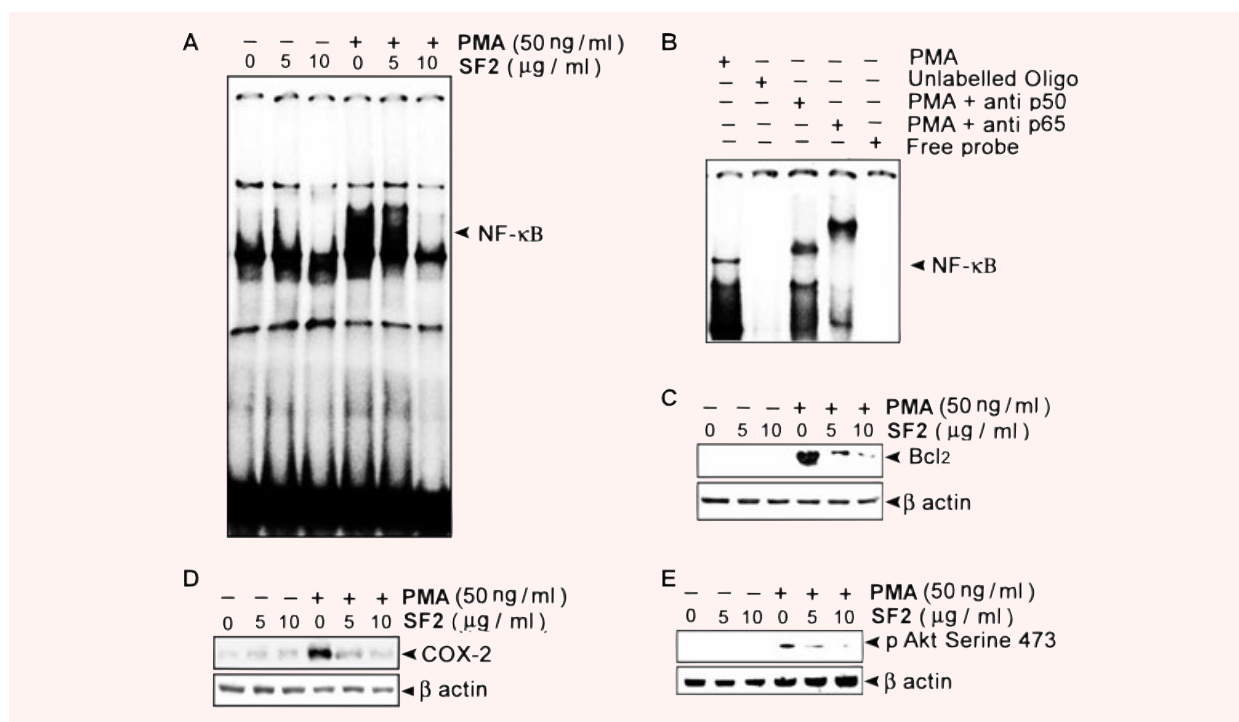 A
− − − + + + PMA (50 ng / ml)
0 5 10 0 5 10 SF2 ( μg / ml )
NF-κB
B
+ − − − − PMA
− + − − − Unlabelled Oligo
− − + − − PMA + anti p50
− − − + − PMA + anti p65
− − − − + Free probe
NF-κB
C
− − − + + + PMA (50 ng / ml )
0 5 10 0 5 10 SF2 ( μg / ml )
Bcl2
β actin
D
− − − + + + PMA (50 ng / ml )
0 5 10 0 5 10 SF2 ( μg / ml )
COX-2
β actin
E
− − − + + + PMA (50 ng / ml )
0 5 10 0 5 10 SF2 ( μg / ml )
p Akt Serine 473
β actin